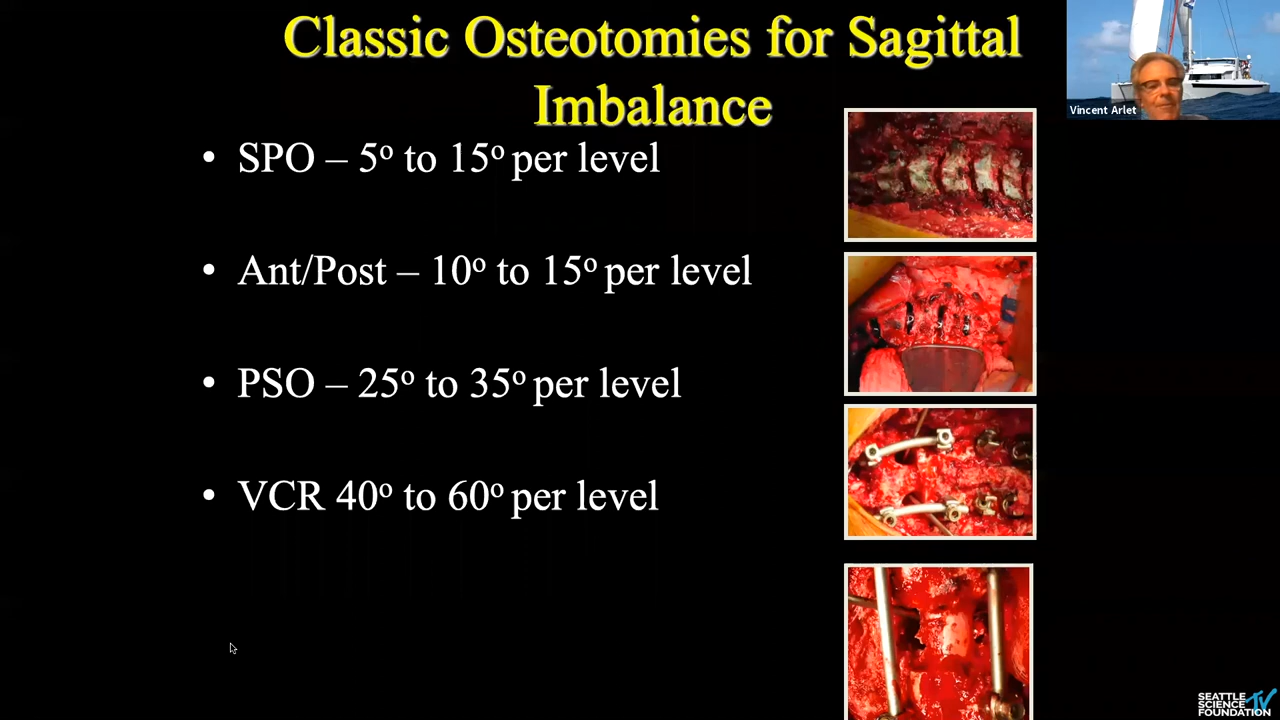 Classic Osteotomies for Sagittal
Imbalance
• SPO – 5º to 15º per level
• Ant/Post – 10º to 15º per level
• PSO – 25º to 35º per level
• VCR 40º to 60º per level
Vincent Arlet
SEATTLE
SCIENCE TV
FOUNDATION